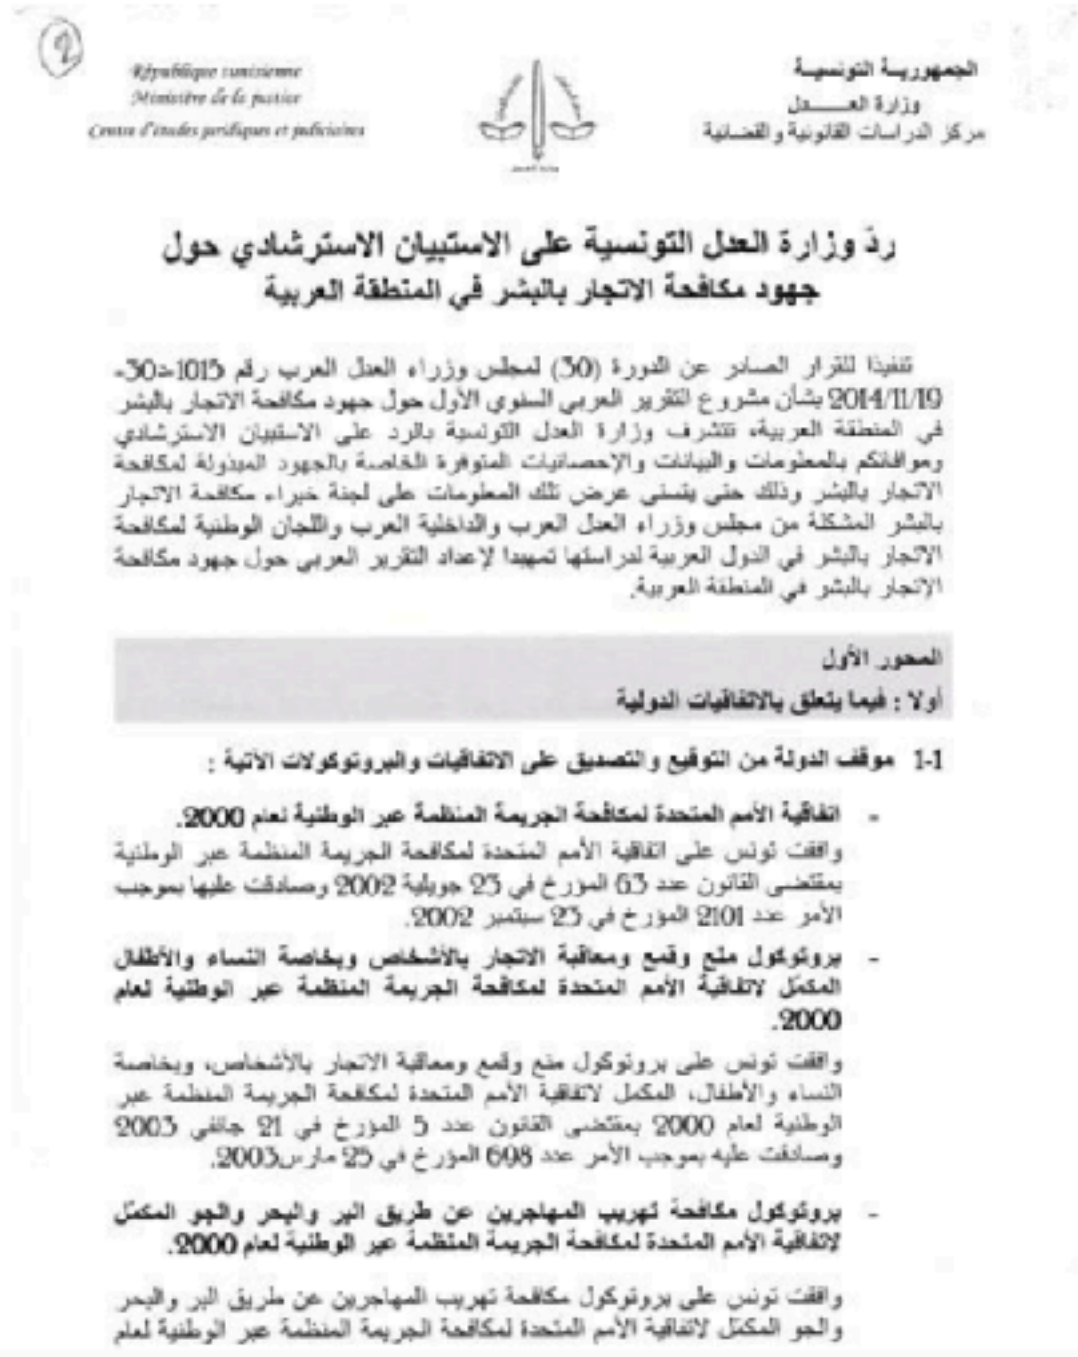 2
République tunisienne
Ministère de la justice
Centre d'études juridiques et judiciaires
الجمهورية التونسية
وزارة العـــدل
مركز الدراسات القانونية والقضائية
ردّ وزارة العدل التونسية على الاستبيان الاسترشادي حول
جهود مكافحة الاتجار بالبشر في المنطقة العربية
تنفيذا للقرار الصادر عن الدورة (30) لمجلس وزراء العدل العرب رقم 1015-د30-
2014/11/19 بشأن مشروع التقرير العربي السنوي الأول حول جهود مكافحة الاتجار بالبشر
في المنطقة العربية، تتشرف وزارة العدل التونسية بالرد على الاستبيان الاسترشادي
وموافاتكم بالمعلومات والبيانات والإحصائيات المتوفرة الخاصة بالجهود المبذولة لمكافحة
الاتجار بالبشر وذلك حتى يتسنى عرض تلك المعلومات على لجنة خبراء مكافحة الاتجار
بالبشر المشكلة من مجلس وزراء العدل العرب والداخلية العرب واللجان الوطنية لمكافحة
الاتجار بالبشر في الدول العربية لدراستها تمهيدا لإعداد التقرير العربي حول جهود مكافحة
الإتجار بالبشر في المنطقة العربية.
المحور الأول
أولا : فيما يتعلق بالاتفاقيات الدولية
1-1 موقف الدولة من التوقيع والتصديق على الاتفاقيات والبروتوكولات الآتية :
- اتفاقية الأمم المتحدة لمكافحة الجريمة المنظمة عبر الوطنية لعام 2000.
وافقت تونس على اتفاقية الأمم المتحدة لمكافحة الجريمة المنظمة عبر الوطنية
بمقتضى القانون عدد 63 المؤرخ في 23 جويلية 2002 وصادقت عليها بموجب
الأمر عدد 2101 المؤرخ في 23 سبتمبر 2002.
- بروتوكول منع وقمع ومعاقبة الاتجار بالأشخاص وبخاصة النساء والأطفال
المكمّل لاتفاقية الأمم المتحدة لمكافحة الجريمة المنظمة عبر الوطنية لعام
2000.
وافقت تونس على بروتوكول منع وقمع ومعاقبة الاتجار بالأشخاص، وبخاصة
النساء والأطفال، المكمل لاتفاقية الأمم المتحدة لمكافحة الجريمة المنظمة عبر
الوطنية لعام 2000 بمقتضى القانون عدد 5 المؤرخ في 21 جانفي 2003
وصادقت عليه بموجب الأمر عدد 698 المؤرخ في 25 مارس2003.
- بروتوكول مكافحة تهريب المهاجرين عن طريق البر والبحر والجو المكمّل
لاتفاقية الأمم المتحدة لمكافحة الجريمة المنظمة عبر الوطنية لعام 2000.
وافقت تونس على بروتوكول مكافحة تهريب المهاجرين عن طريق البر والبحر
والجو المكمّل لاتفاقية الأمم المتحدة لمكافحة الجريمة المنظمة عبر الوطنية لعام